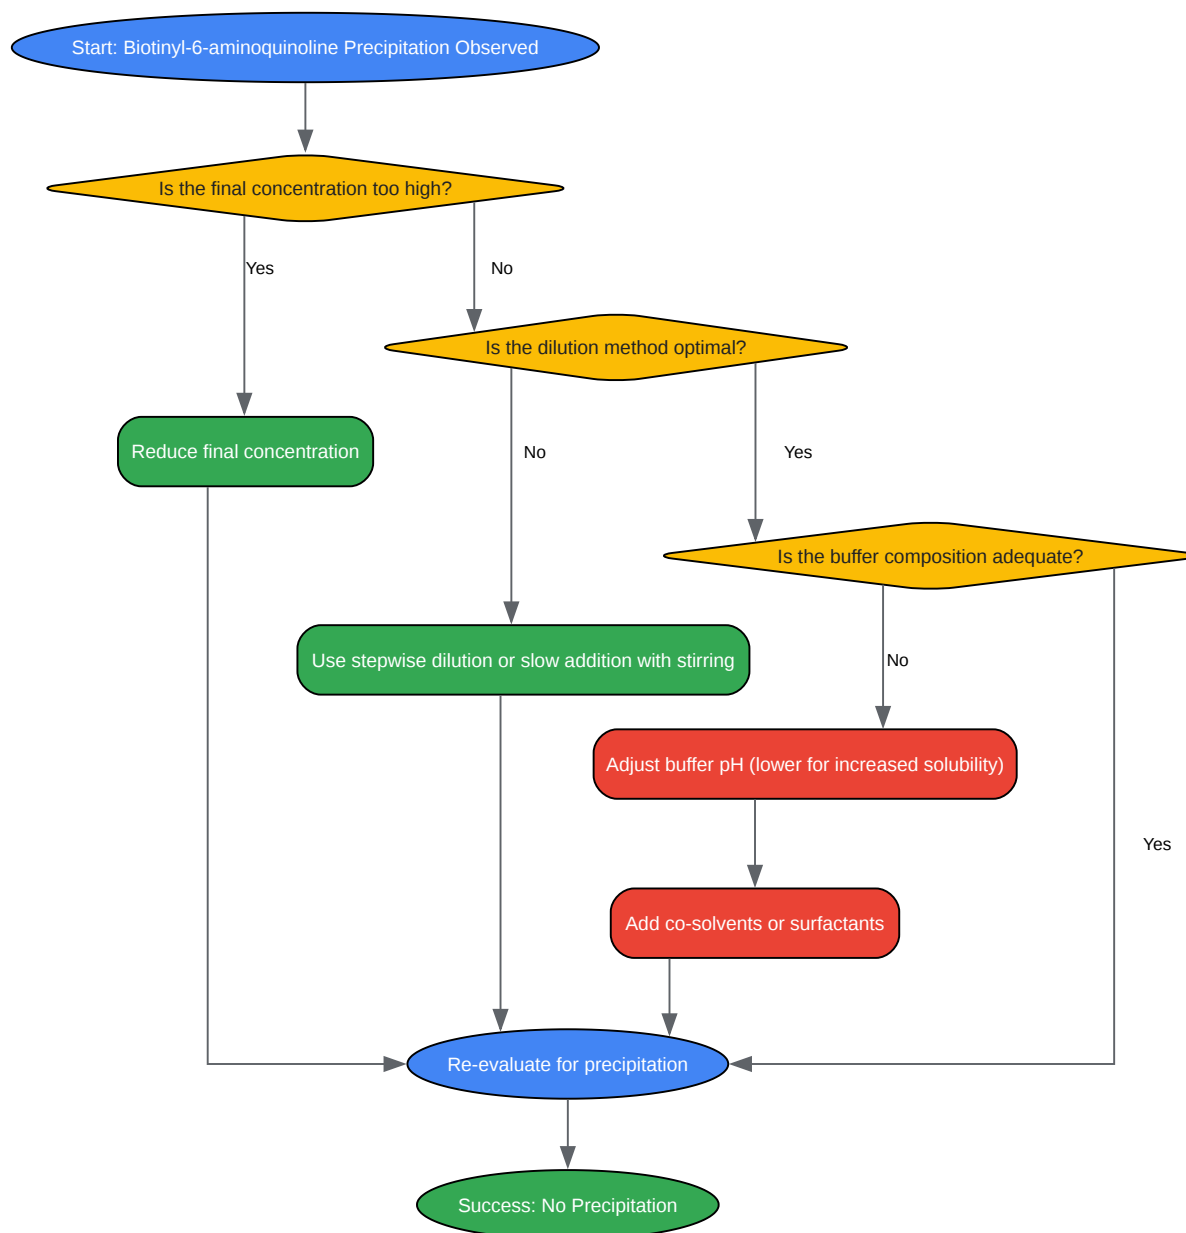 Start: Biotinyl-6-aminoquinoline Precipitation Observed
Is the final concentration too high?
Yes
No
Is the dilution method optimal?
Reduce final concentration
No
Yes
Is the buffer composition adequate?
Use stepwise dilution or slow addition with stirring
No
Adjust buffer pH (lower for increased solubility)
Yes
Add co-solvents or surfactants
Re-evaluate for precipitation
Success: No Precipitation